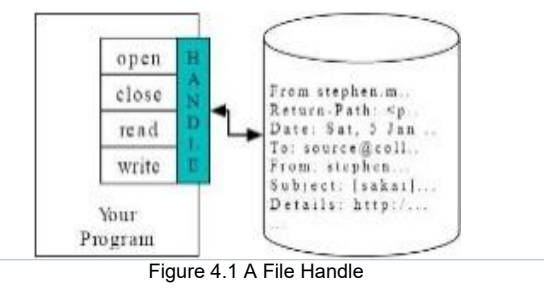 open
close
read
write
HANDLE
Your
Program
From stephen.m..
Return-Path: <p..
Date: Sat, 5 Jan ..
To: source@coll..
From: stephen...
Subject: [sakai]...
Details: http:/...
...
Figure 4.1 A File Handle